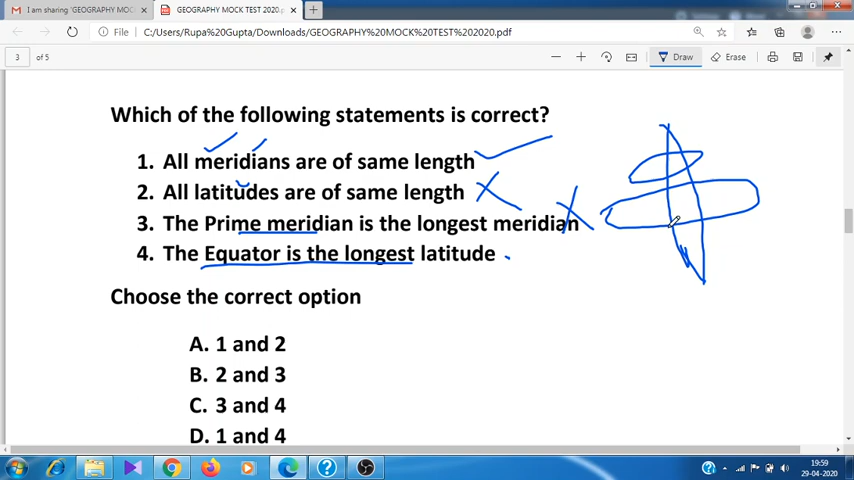 I am sharing 'GEOGRAPHY MOCK
GEOGRAPHY MOCK TEST 2020.p
File
C:/Users/Rupa%20Gupta/Downloads/GEOGRAPHY%20MOCK%20TEST%202020.pdf
3 of 5
Draw
Erase
Which of the following statements is correct?
1. All meridians are of same length
2. All latitudes are of same length
3. The Prime meridian is the longest meridian
4. The Equator is the longest latitude
Choose the correct option
A. 1 and 2
B. 2 and 3
C. 3 and 4
D. 1 and 4
19:59
29-04-2020